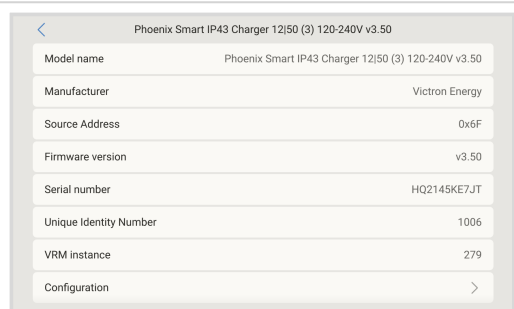 Phoenix Smart IP43 Charger 12|50 (3) 120-240V v3.50
Model name Phoenix Smart IP43 Charger 12|50 (3) 120-240V v3.50
Manufacturer Victron Energy
Source Address 0x6F
Firmware version v3.50
Serial number HQ2145KE7JT
Unique Identity Number 1006
VRM instance 279
Configuration